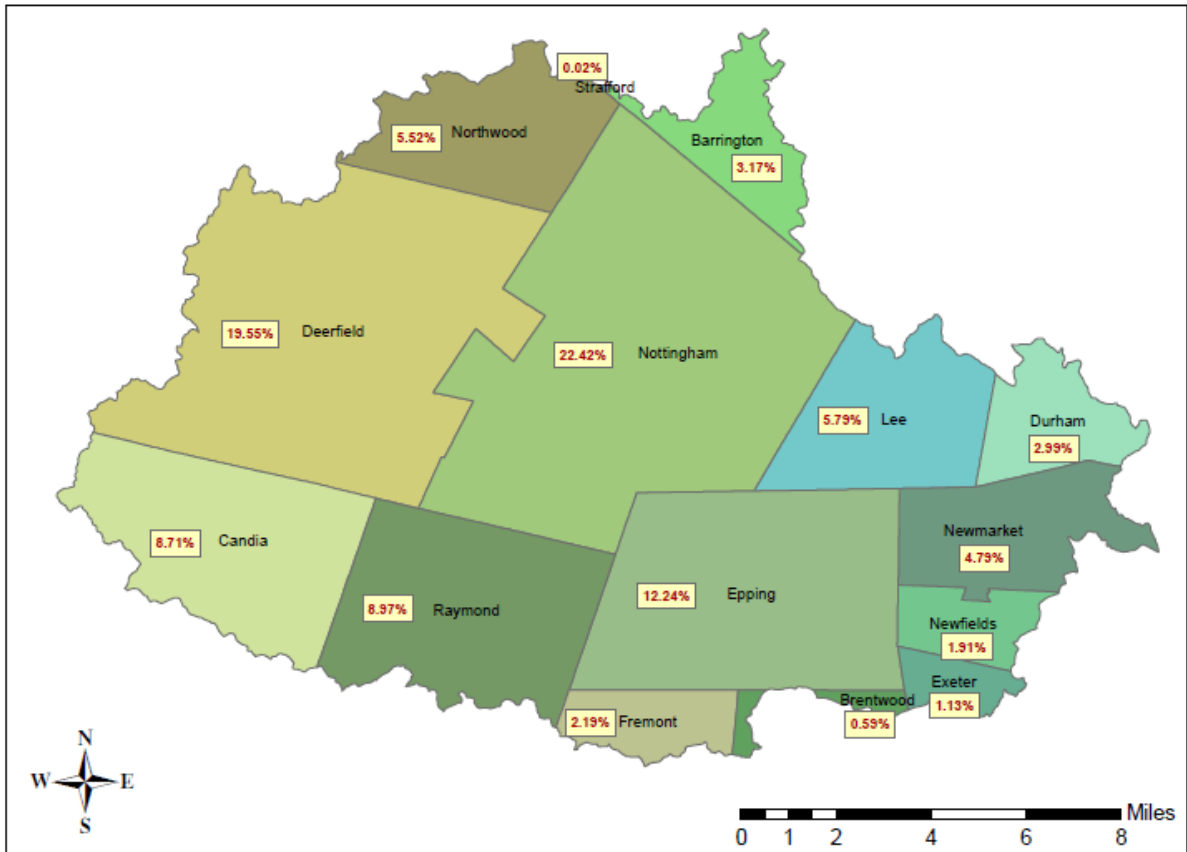 0.02%
Strafford
5.52% Northwood
Barrington
3.17%
19.55% Deerfield
22.42% Nottingham
5.79% Lee
Durham
2.99%
8.71% Candia
Newmarket
4.79%
8.97% Raymond
12.24% Epping
Newfields
1.91%
Exeter
1.13%
Brentwood
0.59%
2.19% Fremont
N
W E
S
Miles
0 1 2 4 6 8